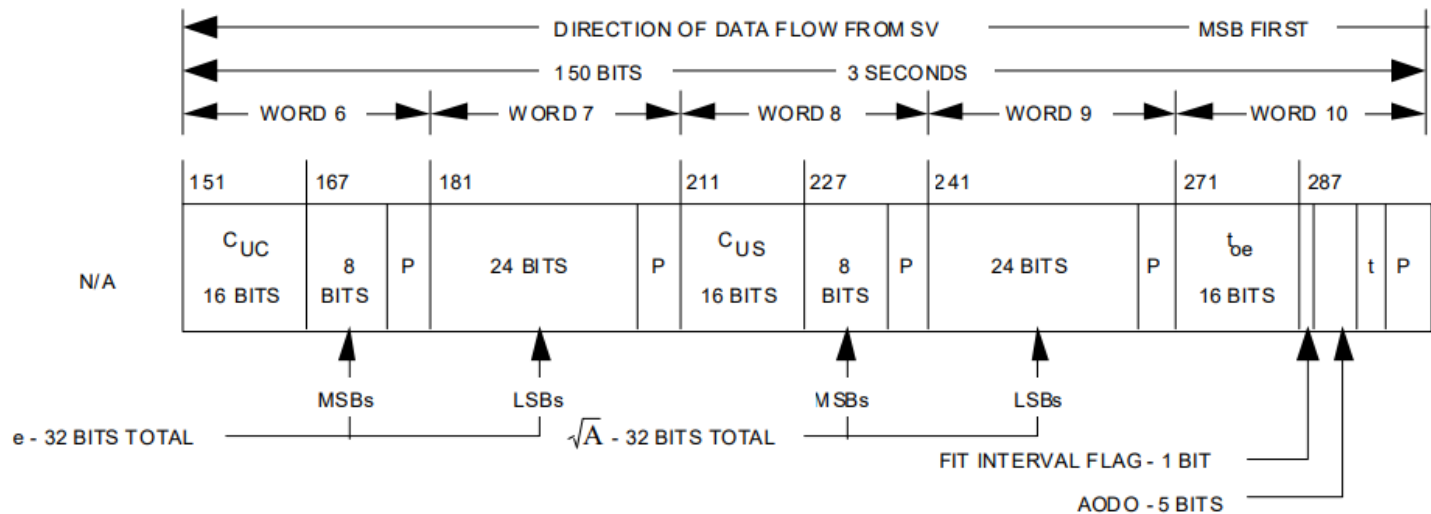 DIRECTION OF DATA FLOW FROM SV MSB FIRST
150 BITS 3 SECONDS
WORD 6 WORD 7 WORD 8 WORD 9 WORD 10
151 167 181 211 227 241 271 287
N/A
C_UC
16 BITS
8
BITS
P
24 BITS
P
C_US
16 BITS
8
BITS
P
24 BITS
P
t_oe
16 BITS
t
P
MSBs LSBs MSBs LSBs
e - 32 BITS TOTAL √A - 32 BITS TOTAL
FIT INTERVAL FLAG - 1 BIT
AODO - 5 BITS